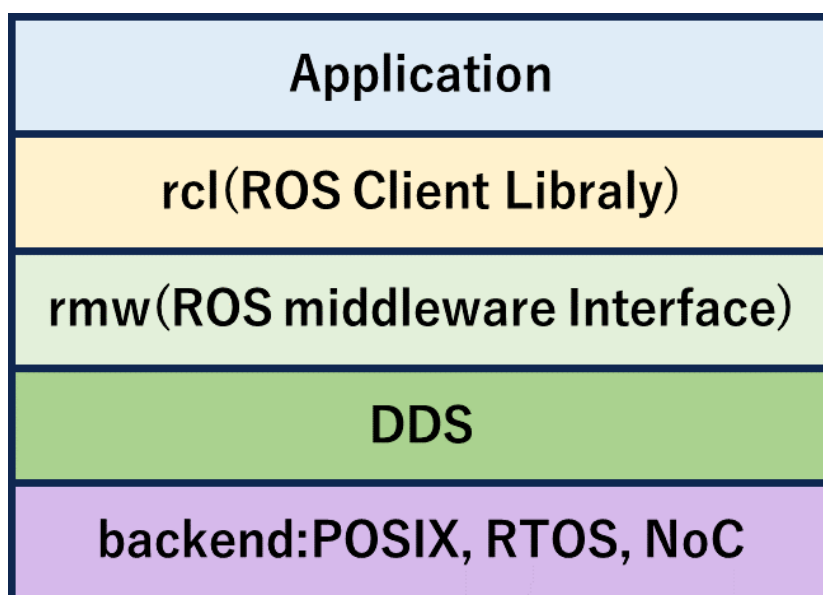 Application
rcl(ROS Client Libraly)
rmw(ROS middleware Interface)
DDS
backend:POSIX, RTOS, NoC